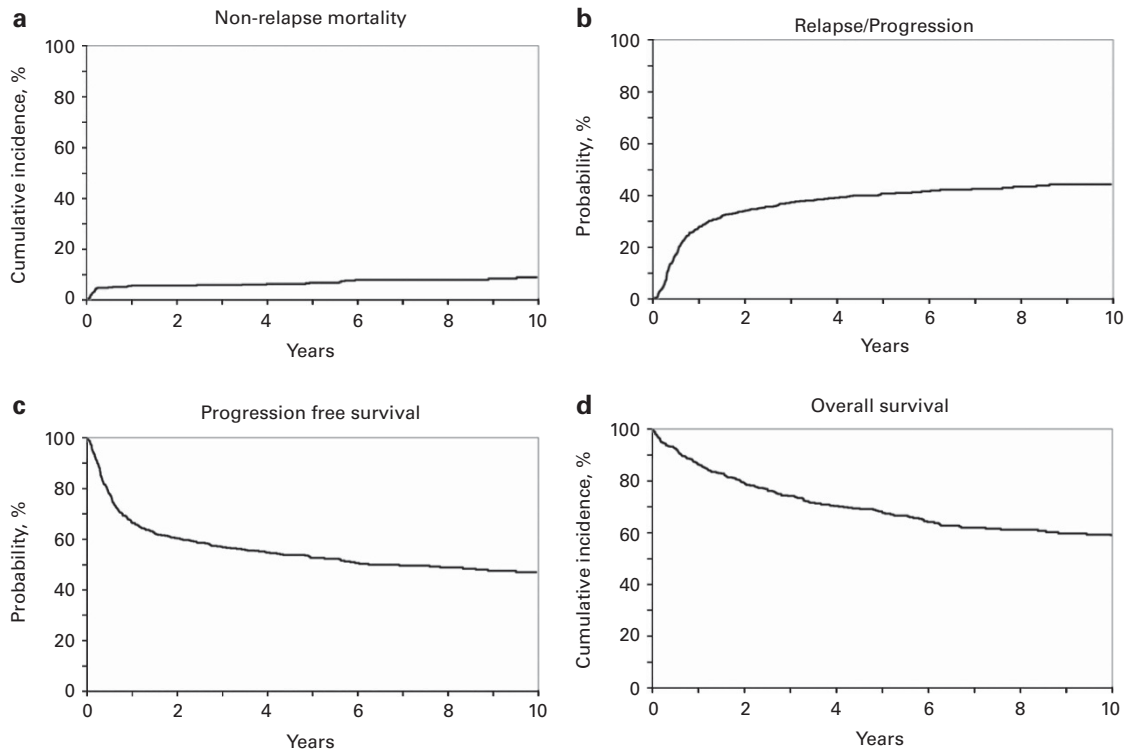 a
Non-relapse mortality
Cumulative incidence, %
100
80
60
40
20
0
0 2 4 6 8 10
Years
b
Relapse/Progression
Probability, %
100
80
60
40
20
0
0 2 4 6 8 10
Years
c
Progression free survival
Probability, %
100
80
60
40
20
0
0 2 4 6 8 10
Years
d
Overall survival
Cumulative incidence, %
100
80
60
40
20
0
0 2 4 6 8 10
Years